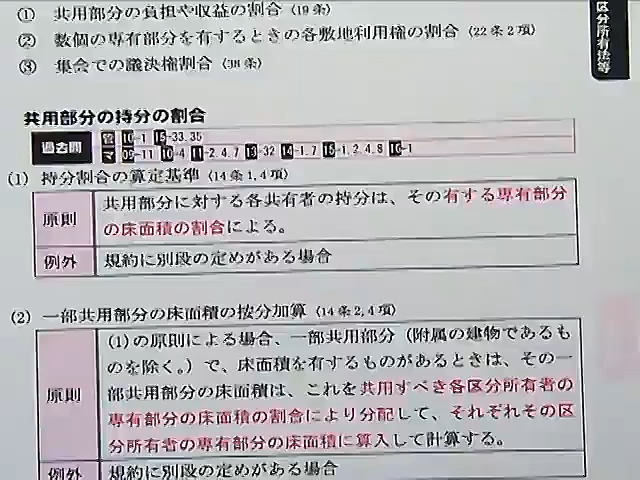 ① 共用部分の負担や収益の割合（19条）
② 数個の専有部分を有するときの各敷地利用権の割合（22条2項）
③ 集会での議決権割合（38条）
区分所有法等
共用部分の持分の割合
過去問
管 10-1 15-33.35
マ 09-11 10-4 11-2.4.7 13-32 14-1.7 15-1.2.4.8 16-1
(1) 持分割合の算定基準（14条1,4項）
原則 共用部分に対する各共有者の持分は、その有する専有部分
の床面積の割合による。
例外 規約に別段の定めがある場合
(2) 一部共用部分の床面積の按分加算（14条2,4項）
原則
(1)の原則による場合、一部共用部分（附属の建物であるも
のを除く。）で、床面積を有するものがあるときは、その一
部共用部分の床面積は、これを共用すべき各区分所有者の
専有部分の床面積の割合により分配して、それぞれその区
分所有者の専有部分の床面積に算入して計算する。
例外 規約に別段の定めがある場合